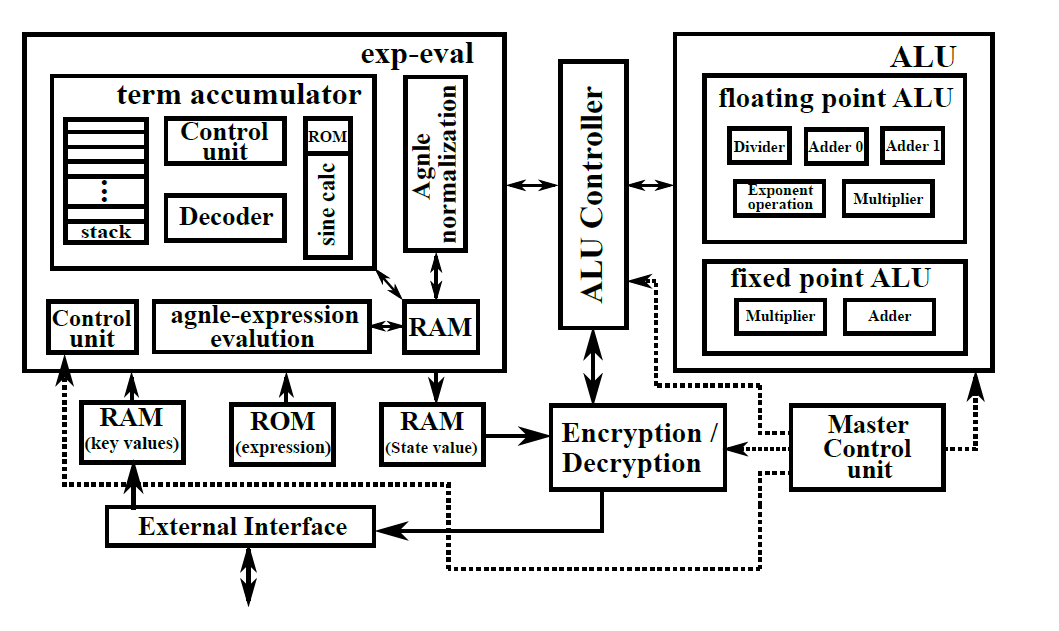 exp-eval
term accumulator
stack
Control
unit
Decoder
ROM
sine calc
Agnle
normalization
Control
unit
agnle-expression
evalution
RAM
ALU Controller
ALU
floating point ALU
Divider
Adder 0
Adder 1
Exponent
operation
Multiplier
fixed point ALU
Multiplier
Adder
RAM
(key values)
ROM
(expression)
RAM
(State value)
Encryption /
Decryption
Master
Control
unit
External Interface